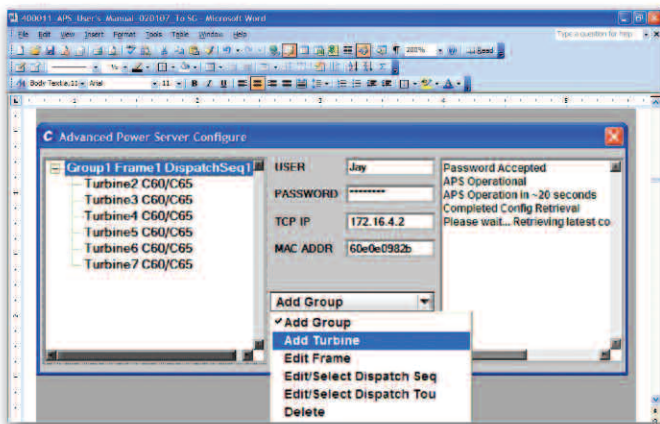 400011_APS_User's_Manual_020107_To SG - Microsoft Word
File Edit View Insert Format Tools Table Window Help
Type a question for help
200%
Read
Body Text
Arial
11
B I U
Advanced Power Server Configure
Group1 Frame1 DispatchSeq1
Turbine2 C60/C65
Turbine3 C60/C65
Turbine4 C60/C65
Turbine5 C60/C65
Turbine6 C60/C65
Turbine7 C60/C65
USER Jay
PASSWORD ********
TCP IP 172.16.4.2
MAC ADDR 60e0e0982b
Password Accepted
APS Operational
APS Operation in ~20 seconds
Completed Config Retrieval
Please wait... Retrieving latest co
Add Group
Add Group
Add Turbine
Edit Frame
Edit/Select Dispatch Seq
Edit/Select Dispatch Tou
Delete